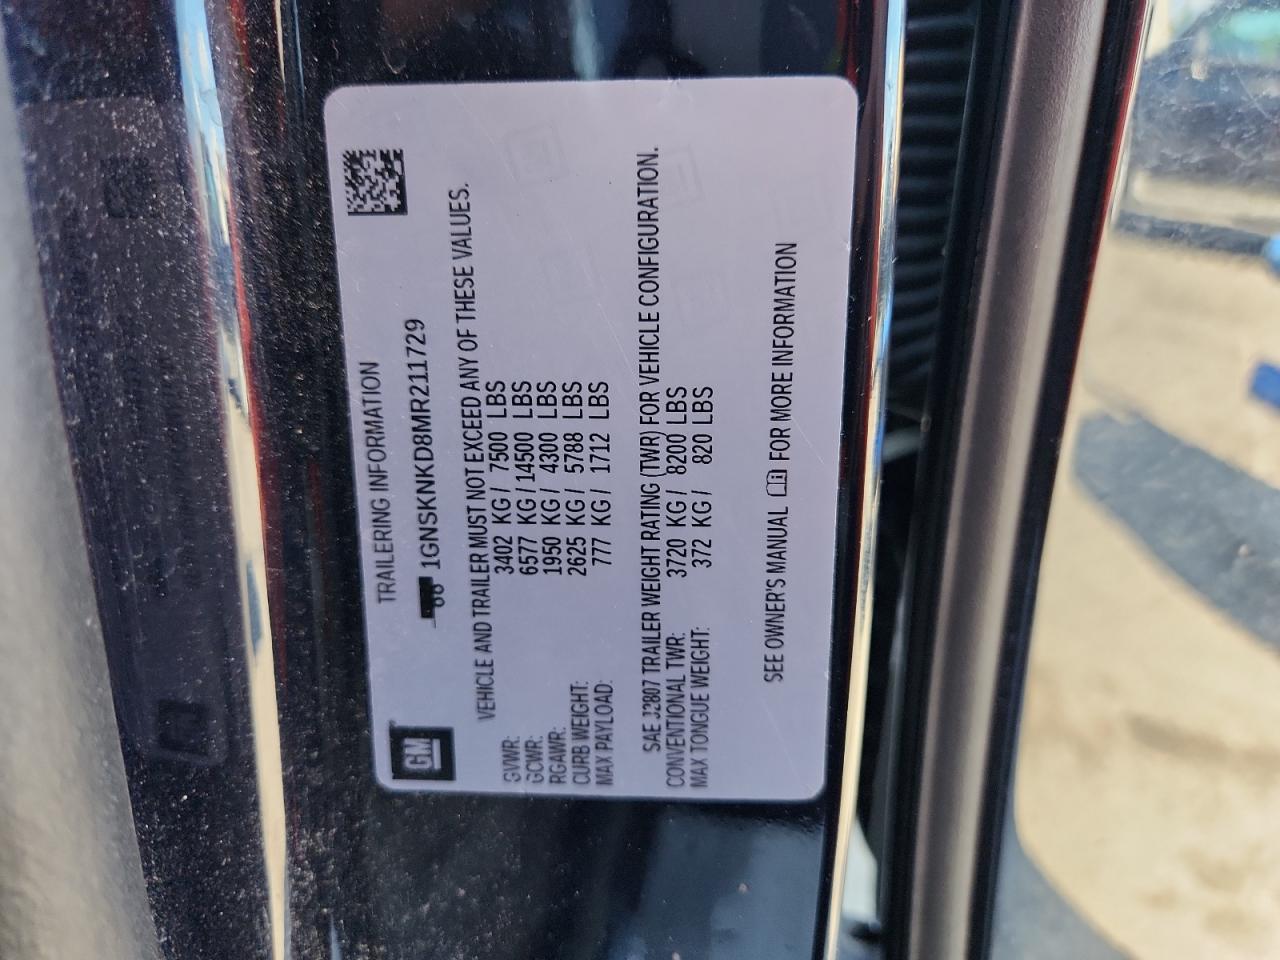 GM
TRAILERING INFORMATION
1GNSKNKD8MR211729
VEHICLE AND TRAILER MUST NOT EXCEED ANY OF THESE VALUES.
GVWR: 3402 KG / 7500 LBS
GCWR: 6577 KG / 14500 LBS
RGAWR: 1950 KG / 4300 LBS
CURB WEIGHT: 2625 KG / 5788 LBS
MAX PAYLOAD: 777 KG / 1712 LBS
SAE J2807 TRAILER WEIGHT RATING (TWR) FOR VEHICLE CONFIGURATION.
CONVENTIONAL TWR: 3720 KG / 8200 LBS
MAX TONGUE WEIGHT: 372 KG / 820 LBS
SEE OWNER'S MANUAL FOR MORE INFORMATION